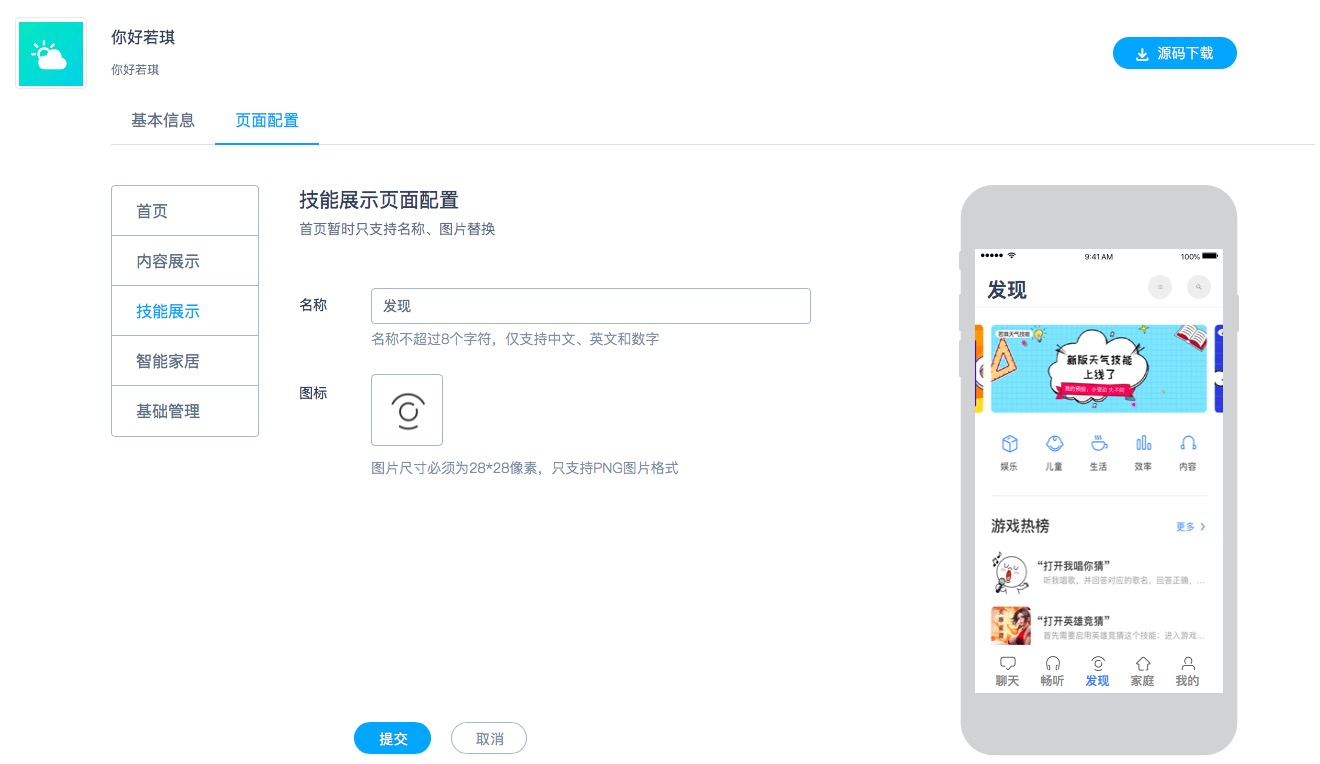 你好若琪
你好若琪
源码下载
基本信息
页面配置
首页
内容展示
技能展示
智能家居
基础管理
技能展示页面配置
首页暂时只支持名称、图片替换
名称
发现
名称不超过8个字符，仅支持中文、英文和数字
图标
图片尺寸必须为28*28像素，只支持PNG图片格式
提交
取消
9:41 AM
100%
发现
若琪天气技能
新版天气技能
上线了
娱乐
儿童
生活
效率
内容
游戏热榜
更多
“打开我唱你猜”
听我唱歌，并回答对应的歌名，回答正确，...
“打开英雄竞猜”
首先需要启用英雄竞猜这个技能；进入游戏...
聊天
畅听
发现
家庭
我的